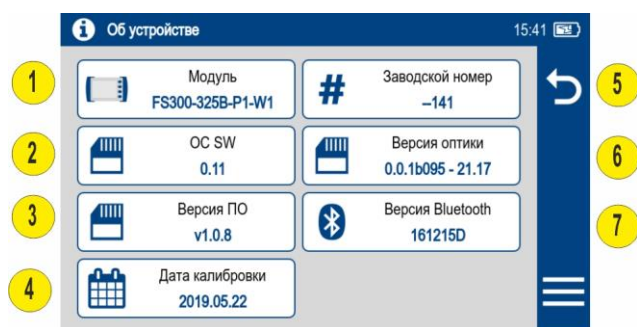 Об устройстве 15:41
1 Модуль
FS300-325B-P1-W1
# Заводской номер
–141
5
2 ОС SW
0.11
Версия оптики
0.0.1b095 - 21.17
6
3 Версия ПО
v1.0.8
Версия Bluetooth
161215D
7
4 Дата калибровки
2019.05.22